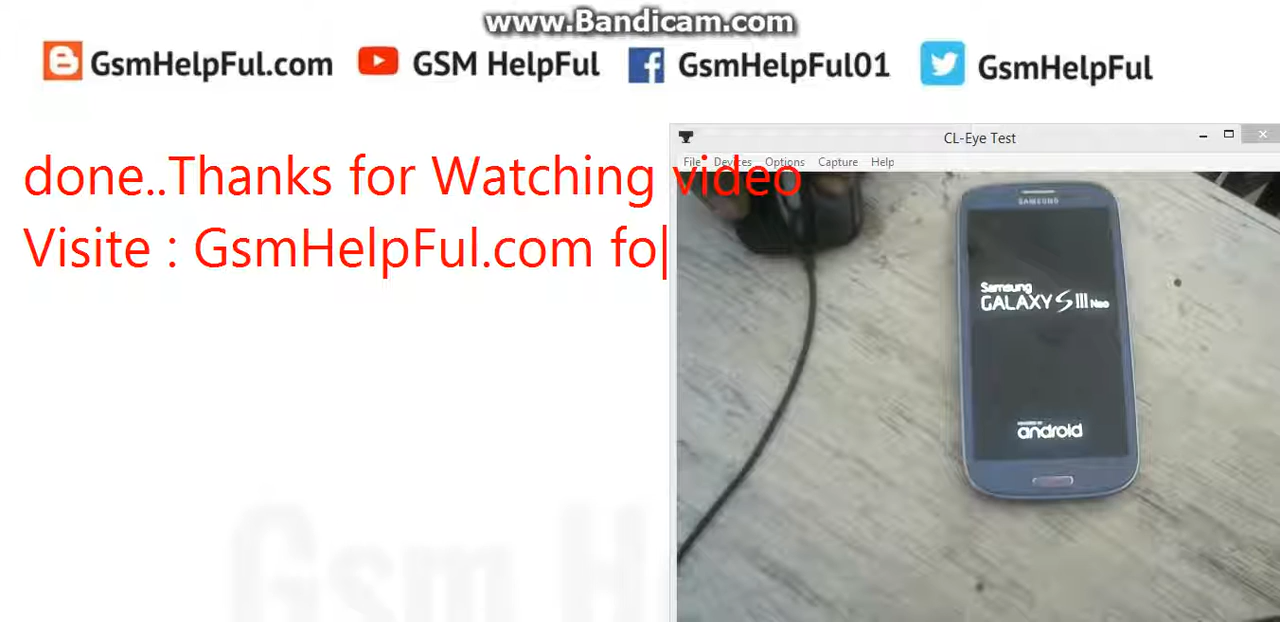 www.Bandicam.com
GsmHelpFul.com GSM HelpFul GsmHelpFul01 GsmHelpFul
CL-Eye Test
File Devices Options Capture Help
done..Thanks for Watching video
Visite : GsmHelpFul.com fo
SAMSUNG
Samsung
GALAXY SIII Neo
android
Gsm H